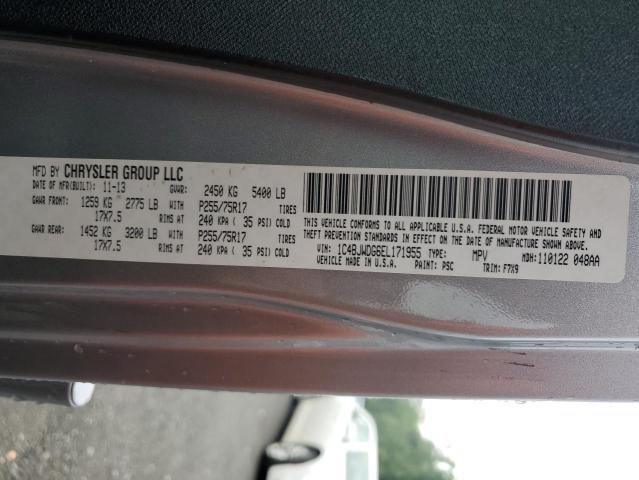 MFD BY CHRYSLER GROUP LLC
DATE OF MFR(BUILT): 11-13 GVWR: 2450 KG 5400 LB
GAWR FRONT: 1259 KG 2775 LB WITH P255/75R17 TIRES
17X7.5 RIMS AT 240 KPA ( 35 PSI) COLD
GAWR REAR: 1452 KG 3200 LB WITH P255/75R17 TIRES
17X7.5 RIMS AT 240 KPA ( 35 PSI) COLD
THIS VEHICLE CONFORMS TO ALL APPLICABLE U.S.A. FEDERAL MOTOR VEHICLE SAFETY AND
THEFT PREVENTION STANDARDS IN EFFECT ON THE DATE OF MANUFACTURE SHOWN ABOVE.
VIN: 1C4BJWDG6EL171955 TYPE: MPV MDH: 110122 048AA
VEHICLE MADE IN U.S.A. PAINT: PSC TRIM: F7X9